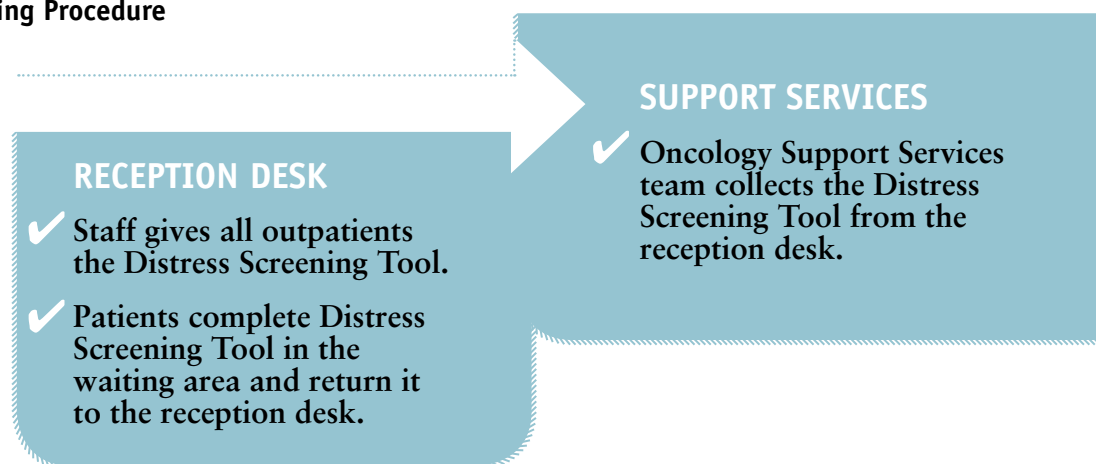 ing Procedure
RECEPTION DESK
✔ Staff gives all outpatients
the Distress Screening Tool.
✔ Patients complete Distress
Screening Tool in the
waiting area and return it
to the reception desk.
SUPPORT SERVICES
✔ Oncology Support Services
team collects the Distress
Screening Tool from the
reception desk.